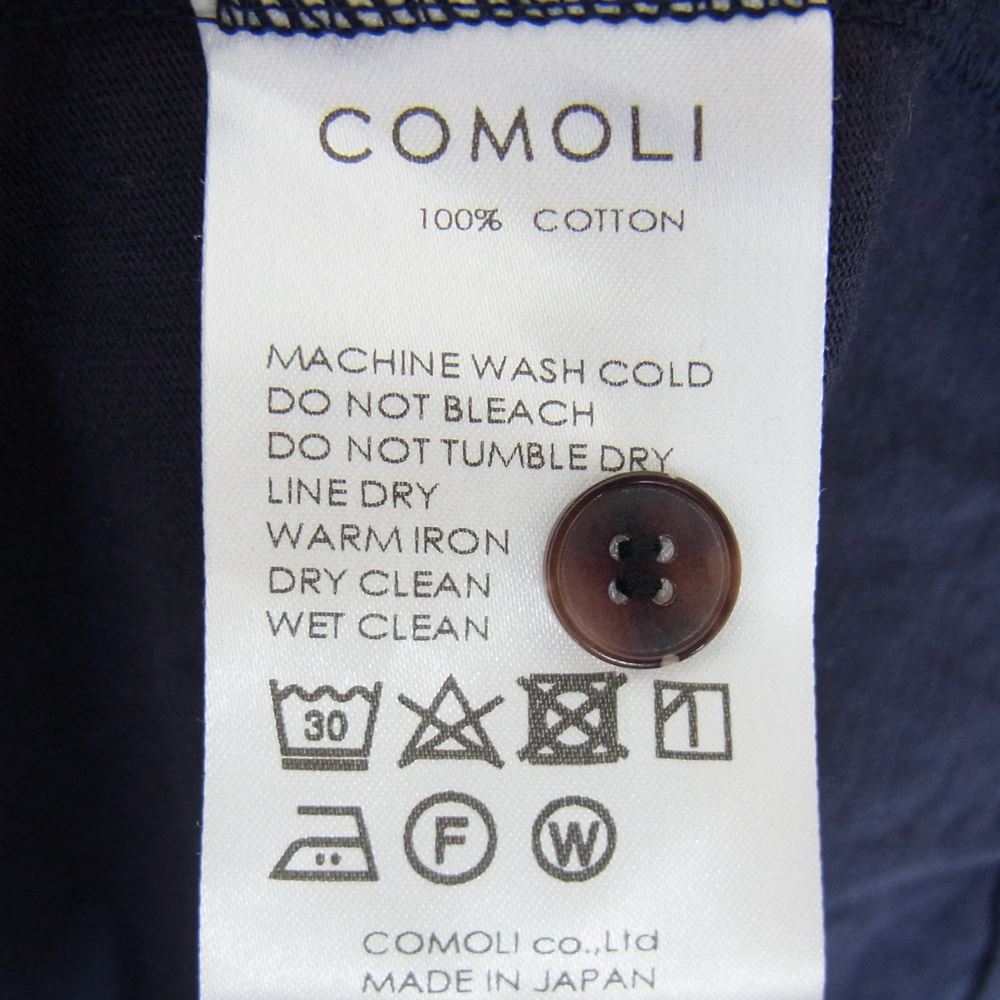 COMOLI
100% COTTON
MACHINE WASH COLD
DO NOT BLEACH
DO NOT TUMBLE DRY
LINE DRY
WARM IRON
DRY CLEAN
WET CLEAN
30
F W
COMOLI co.,Ltd
MADE IN JAPAN